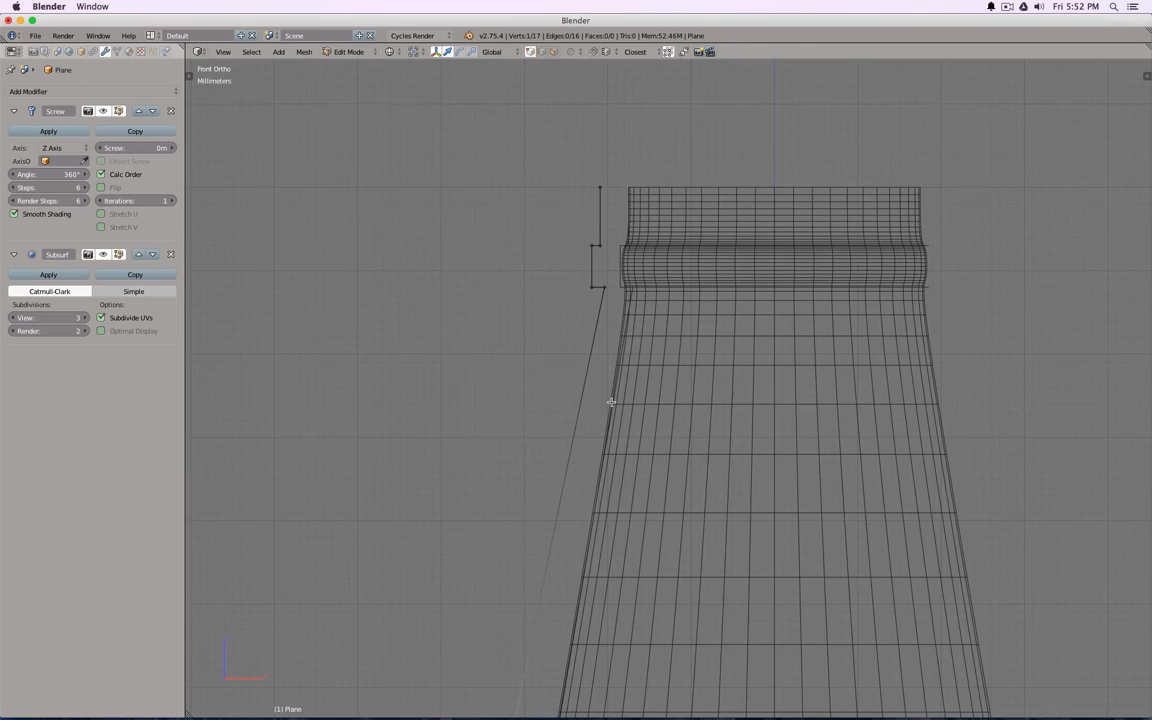 Blender Window Fri 5:52 PM
Blender
File Render Window Help Default Scene Cycles Render v2.75.4 | Verts:1/17 | Edges:0/16 | Faces:0/0 | Tris:0 | Mem:52.46M | Plane
View Select Add Mesh Edit Mode Global Closest
Plane
Front Ortho
Millimeters
Add Modifier
Screw
Apply Copy
Axis: Z Axis Screw: 0m
AxisO Object Screw
Angle: 360° Calc Order
Steps: 6 Flip
Render Steps: 6 Iterations: 1
Smooth Shading Stretch U
Stretch V
Subsurf
Apply Copy
Catmull-Clark Simple
Subdivisions: Options:
View: 3 Subdivide UVs
Render: 2 Optimal Display
(1) Plane